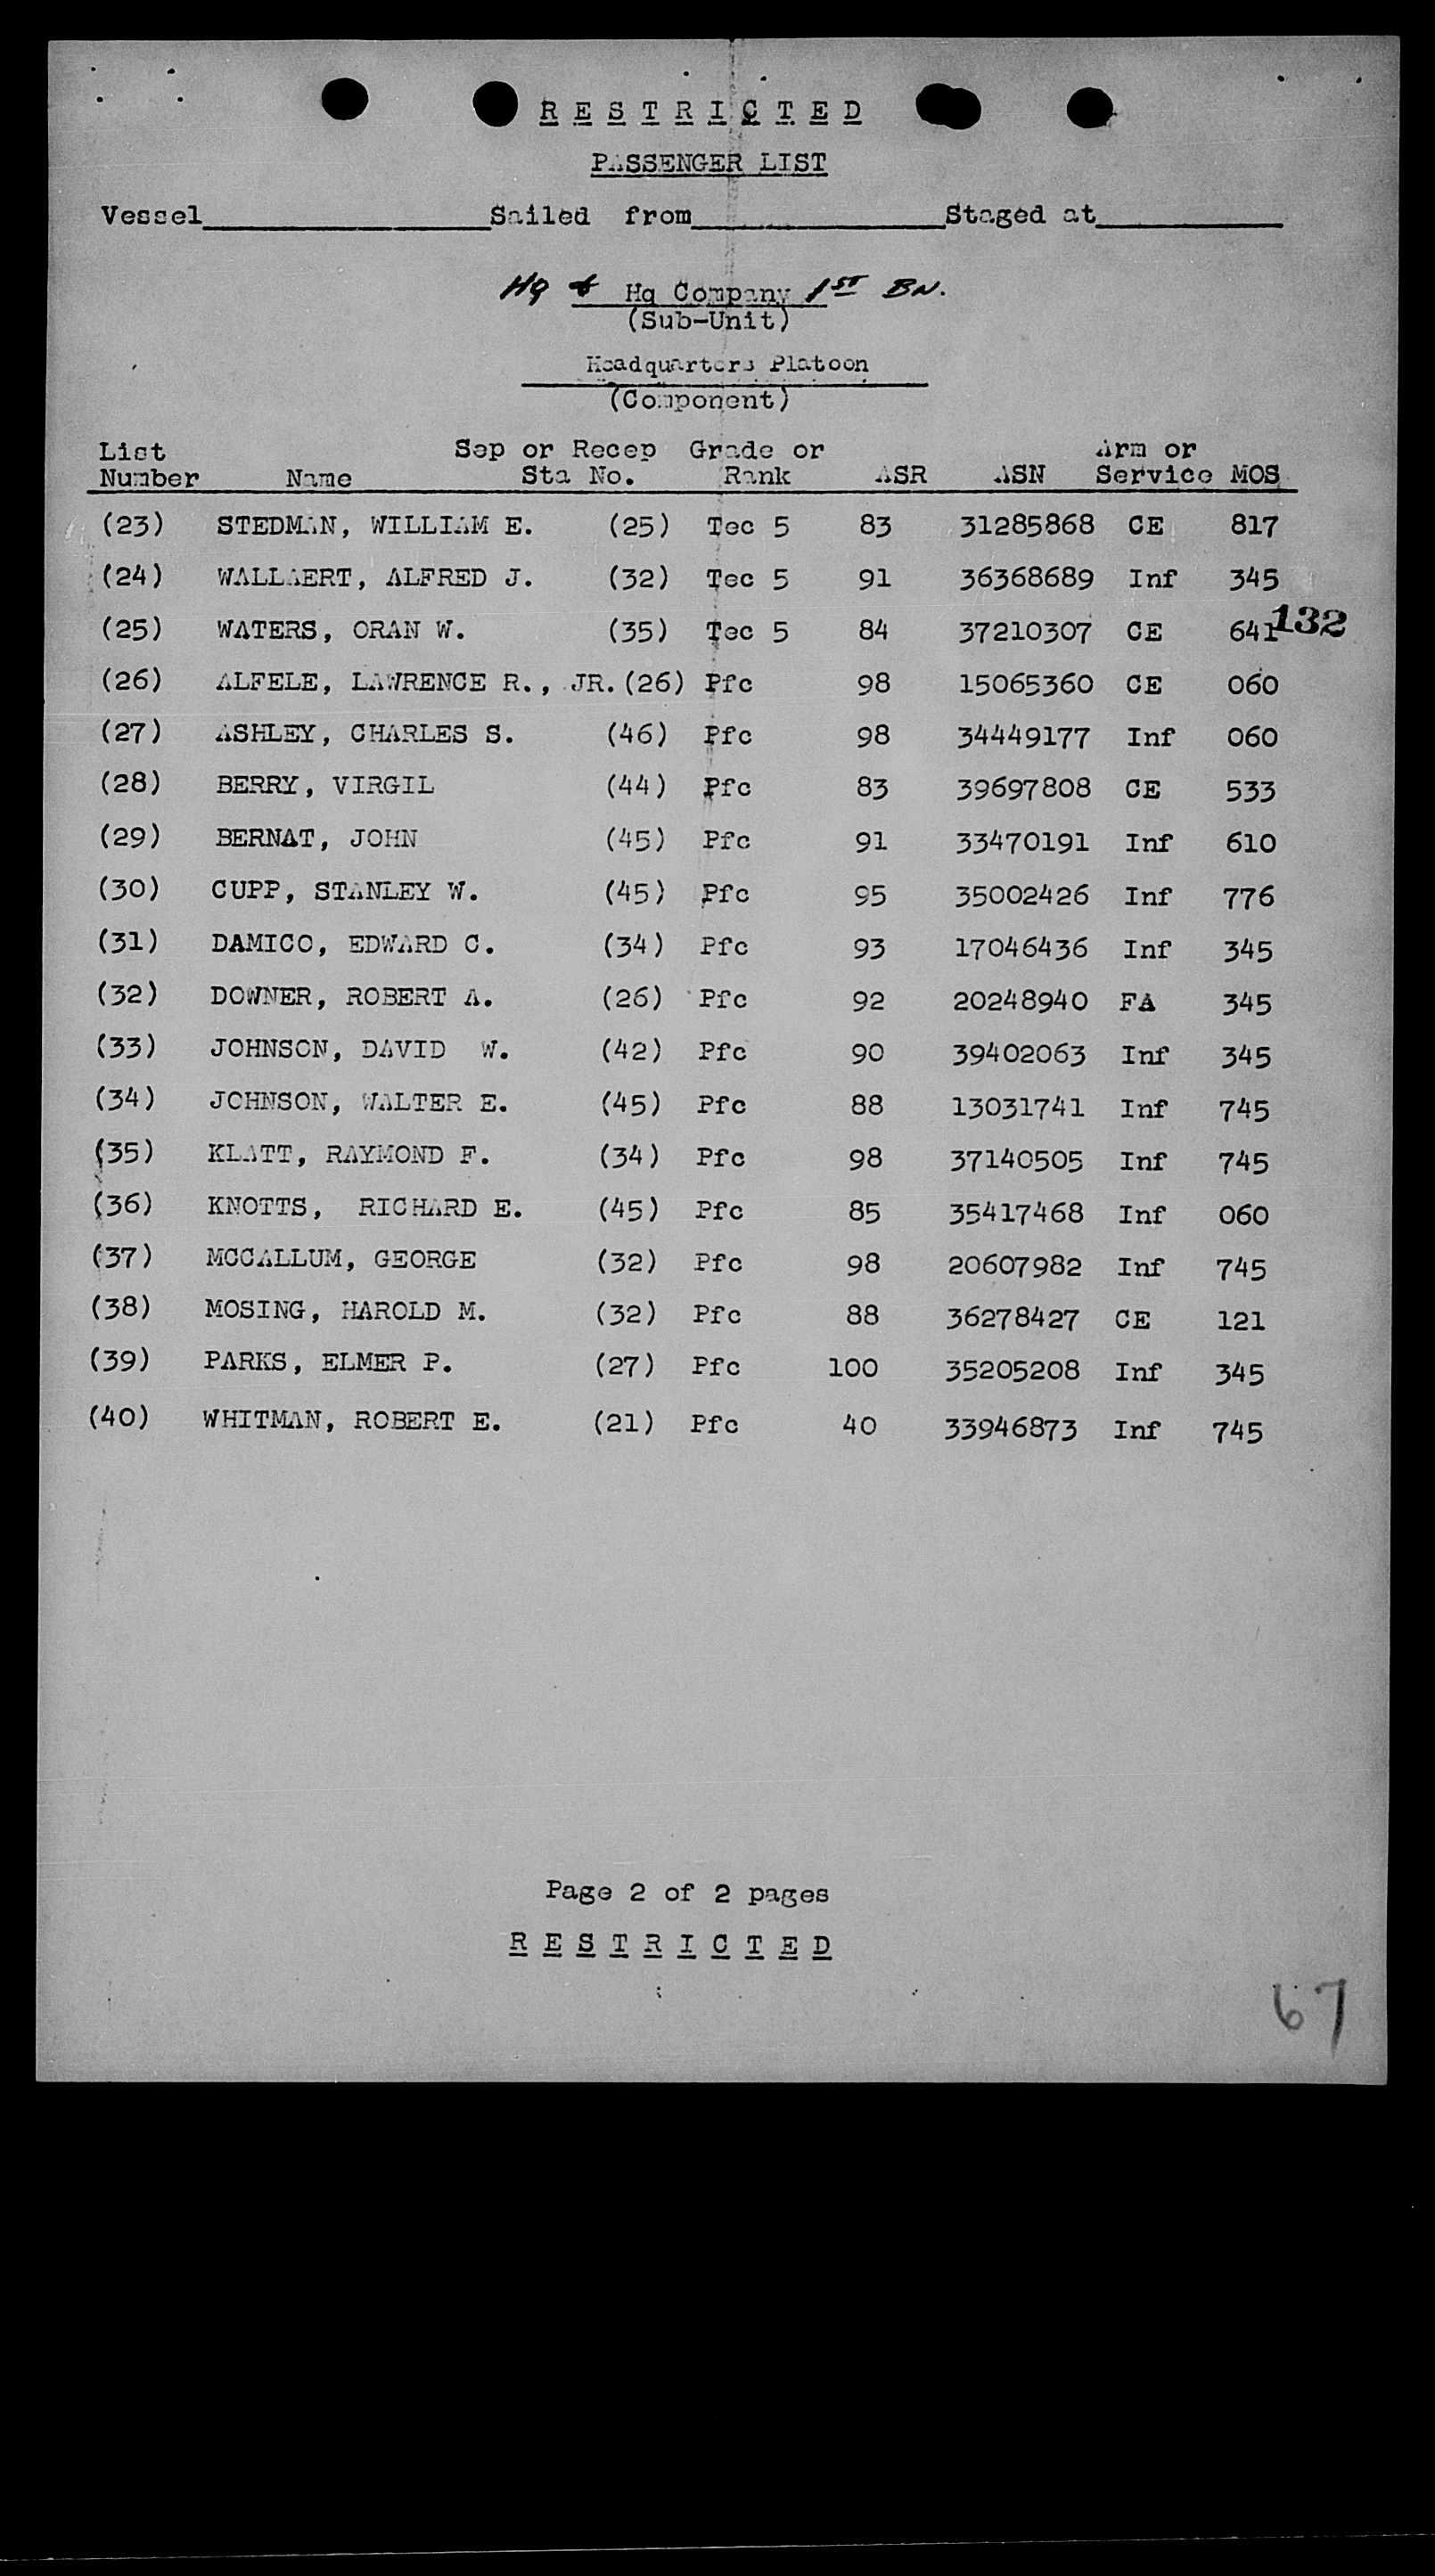 RESTRICTED
PASSENGER LIST
Vessel Sailed from Staged at
Hq & Hq Company 1ST BN.
(Sub-Unit)
Headquarters Platoon
(Component)
List Sep or Recep Grade or Arm or
Number Name Sta No. Rank ASR ASN Service MOS
(23) STEDMAN, WILLIAM E. (25) Tec 5 83 31285868 CE 817
(24) WALLAERT, ALFRED J. (32) Tec 5 91 36368689 Inf 345
132
(25) WATERS, ORAN W. (35) Tec 5 84 37210307 CE 641
(26) ALFELE, LAWRENCE R., JR. (26) Pfc 98 15065360 CE 060
(27) ASHLEY, CHARLES S. (46) Pfc 98 34449177 Inf 060
(28) BERRY, VIRGIL (44) Pfc 83 39697808 CE 533
(29) BERNAT, JOHN (45) Pfc 91 33470191 Inf 610
(30) CUPP, STANLEY W. (45) Pfc 95 35002426 Inf 776
(31) DAMICO, EDWARD C. (34) Pfc 93 17046436 Inf 345
(32) DOWNER, ROBERT A. (26) Pfc 92 20248940 FA 345
(33) JOHNSON, DAVID W. (42) Pfc 90 39402063 Inf 345
(34) JOHNSON, WALTER E. (45) Pfc 88 13031741 Inf 745
(35) KLATT, RAYMOND F. (34) Pfc 98 37140505 Inf 745
(36) KNOTTS, RICHARD E. (45) Pfc 85 35417468 Inf 060
(37) MCCALLUM, GEORGE (32) Pfc 98 20607982 Inf 745
(38) MOSING, HAROLD M. (32) Pfc 88 36278427 CE 121
(39) PARKS, ELMER P. (27) Pfc 100 35205208 Inf 345
(40) WHITMAN, ROBERT E. (21) Pfc 40 33946873 Inf 745
Page 2 of 2 pages
RESTRICTED
67